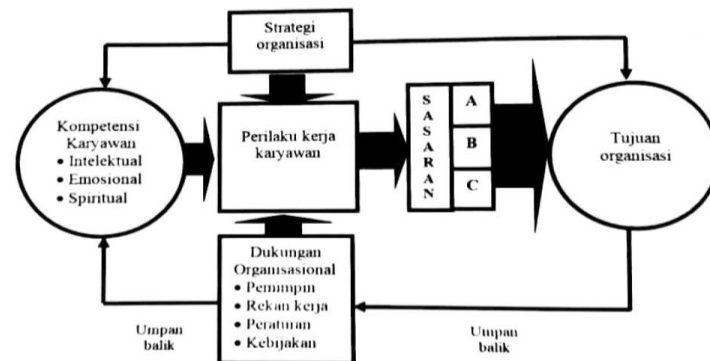 Strategi
organisasi
Kompetensi
Karyawan
• Intelektual
• Emosional
• Spiritual
Perilaku kerja
karyawan
S
A
S
A
R
A
N
A
B
C
Tujuan
organisasi
Dukungan
Organisasional
• Pemimpin
• Rekan kerja
• Peraturan
• Kebijakan
Umpan
balik
Umpan
balik